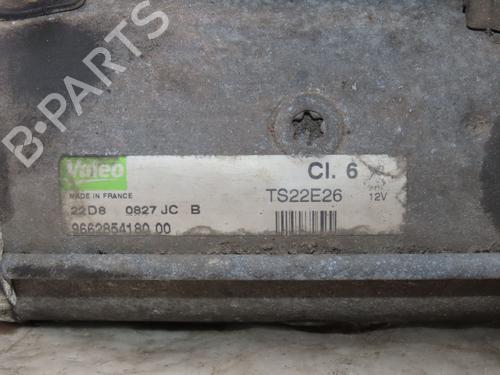 B-PARTS
Valeo
Cl. 6
MADE IN FRANCE
TS22E26
12V
22D8 0827 JC B
9662854180 00